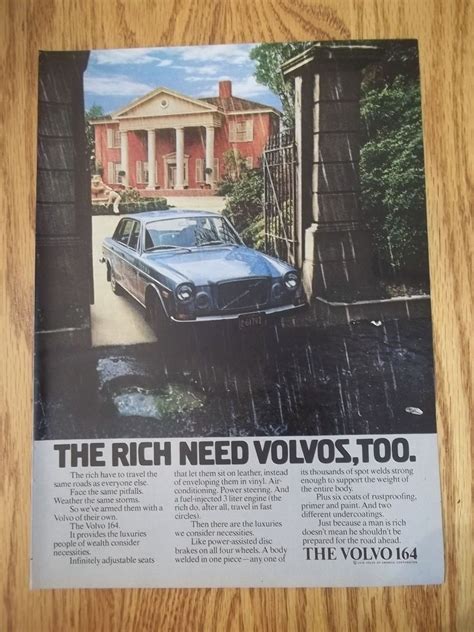 THE RICH NEED VOLVOS, TOO.
The rich have to travel the
same roads as everyone else.
Face the same pitfalls.
Weather the same storms.
So we've armed them with a
Volvo of their own.
The Volvo 164.
It provides the luxuries
people of wealth consider
necessities.
Infinitely adjustable seats
that let them sit on leather, instead
of enveloping them in vinyl. Air-
conditioning. Power steering. And
a fuel-injected 3 liter engine (the
rich do, after all, travel in fast
circles).
Then there are the luxuries
we consider necessities.
Like power-assisted disc
brakes on all four wheels. A body
welded in one piece—any one of
its thousands of spot welds strong
enough to support the weight of
the entire body.
Plus six coats of rustproofing,
primer and paint. And two
different undercoatings.
Just because a man is rich
doesn't mean he shouldn't be
prepared for the road ahead.
THE VOLVO 164
VOLVO OF AMERICA CORPORATION